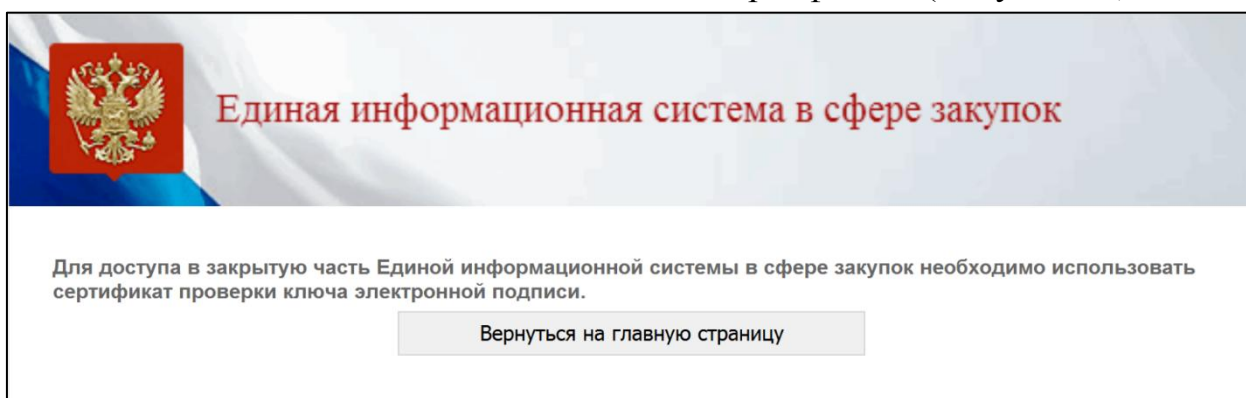 Единая информационная система в сфере закупок
Для доступа в закрытую часть Единой информационной системы в сфере закупок необходимо использовать
сертификат проверки ключа электронной подписи.
Вернуться на главную страницу